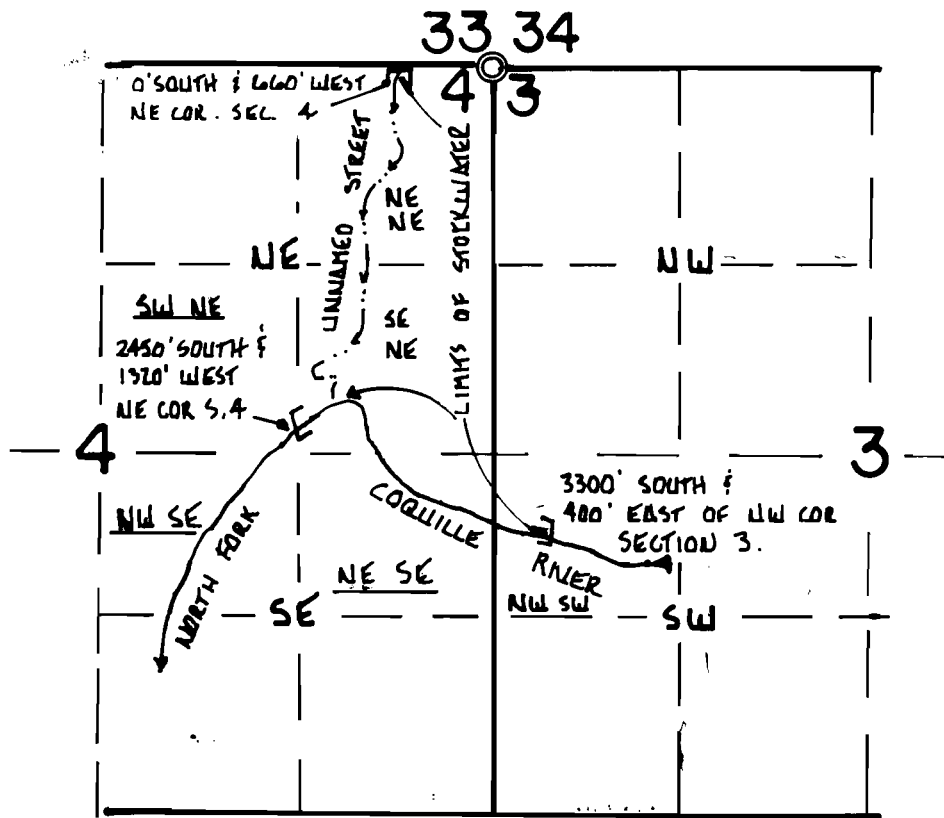 33 34
4 3
0' SOUTH & 660' WEST
NE COR. SEC. 4
UNNAMED STREET
LIMITS OF STOCKWATER
NE
NE
NE
NW
SW NE
2450' SOUTH &
1320' WEST
NE COR S.4
SE
NE
4
3
3300' SOUTH &
400' EAST OF NW COR
SECTION 3.
NW SE
NORTH FORK
COQUILLE
RIVER
NE SE
NW SW
SE
SW